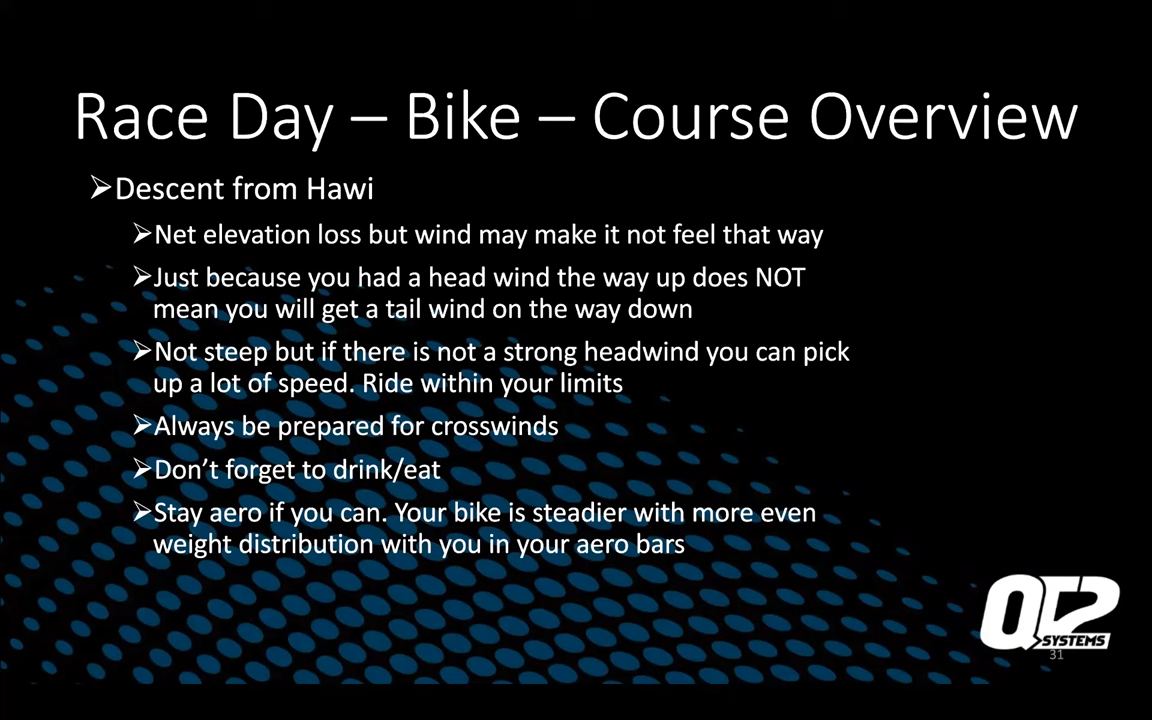 Race Day – Bike – Course Overview
➢Descent from Hawi
➢Net elevation loss but wind may make it not feel that way
➢Just because you had a head wind the way up does NOT
mean you will get a tail wind on the way down
➢Not steep but if there is not a strong headwind you can pick
up a lot of speed. Ride within your limits
➢Always be prepared for crosswinds
➢Don’t forget to drink/eat
➢Stay aero if you can. Your bike is steadier with more even
weight distribution with you in your aero bars
QT2
SYSTEMS
31